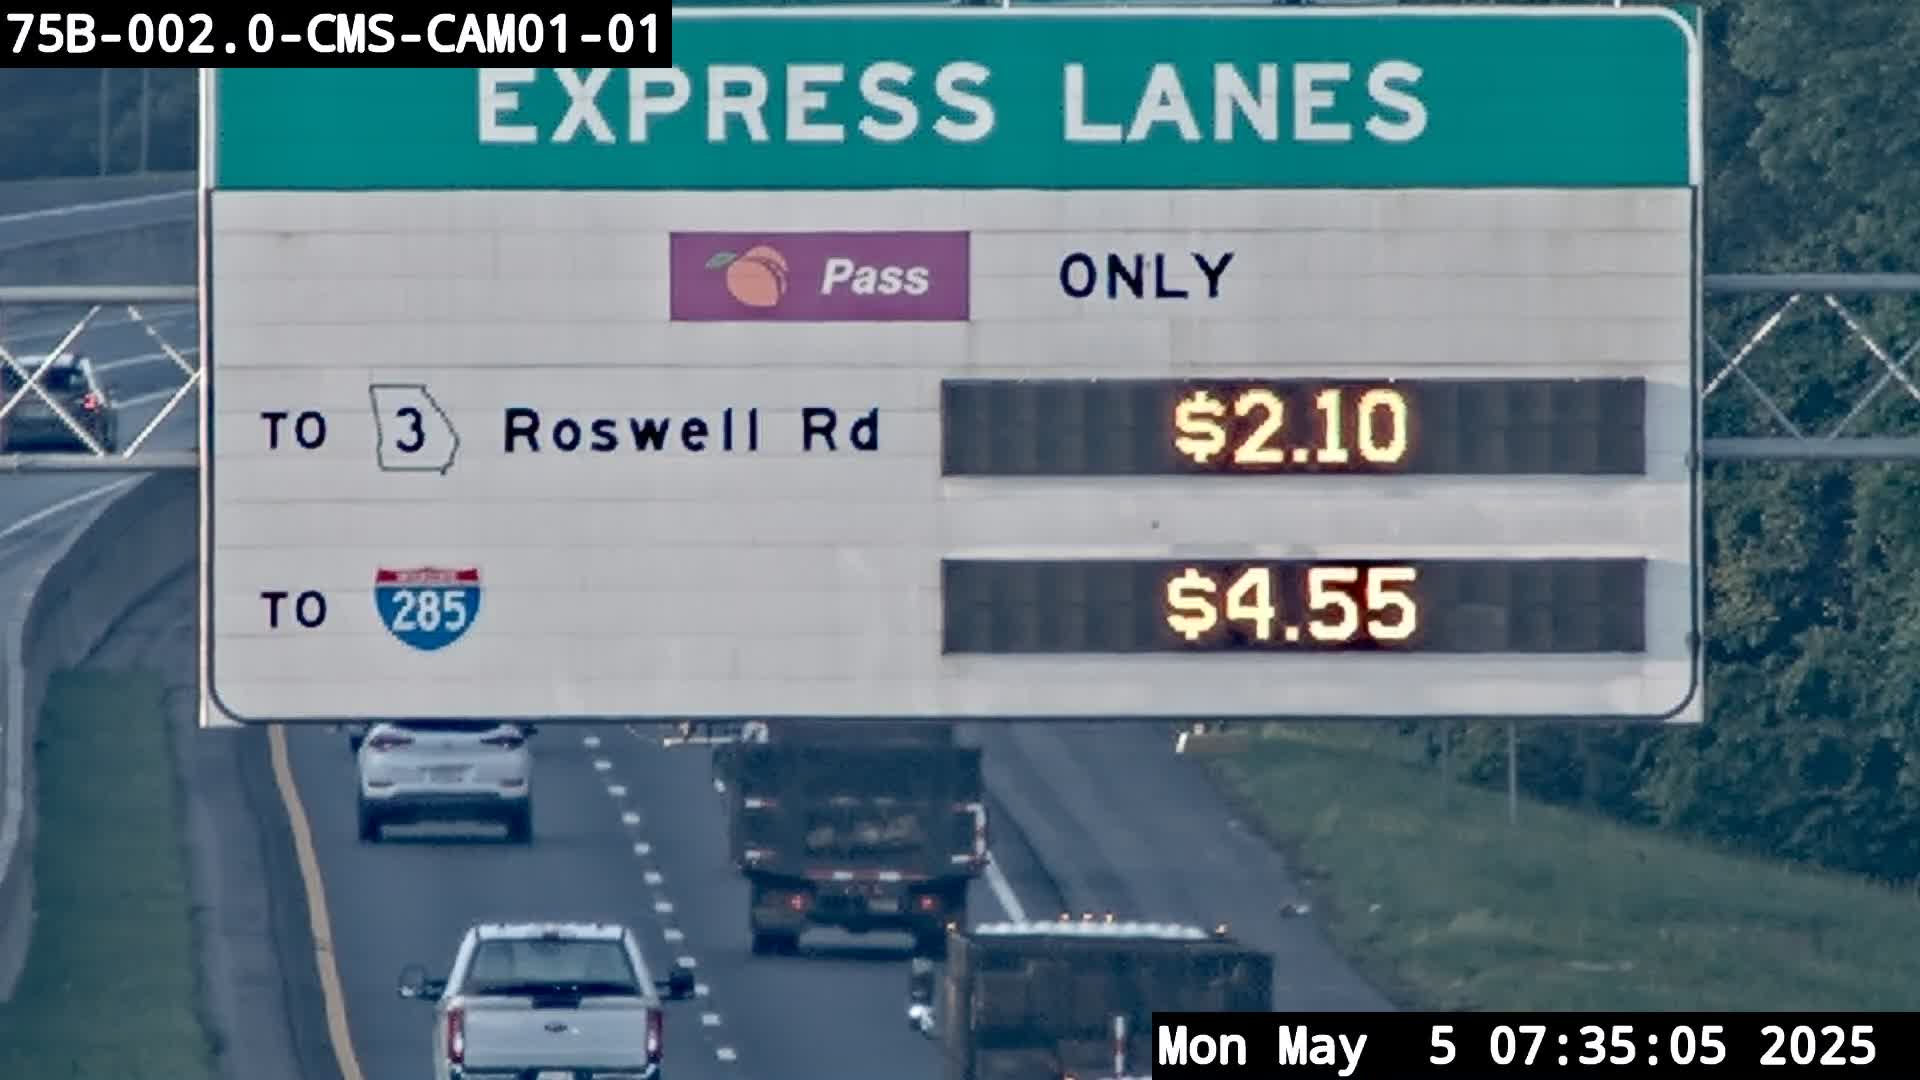 75B-002.0-CMS-CAM01-01
EXPRESS LANES
Pass ONLY
TO 3 Roswell Rd $2.10
TO 285 $4.55
Mon May 5 07:35:05 2025